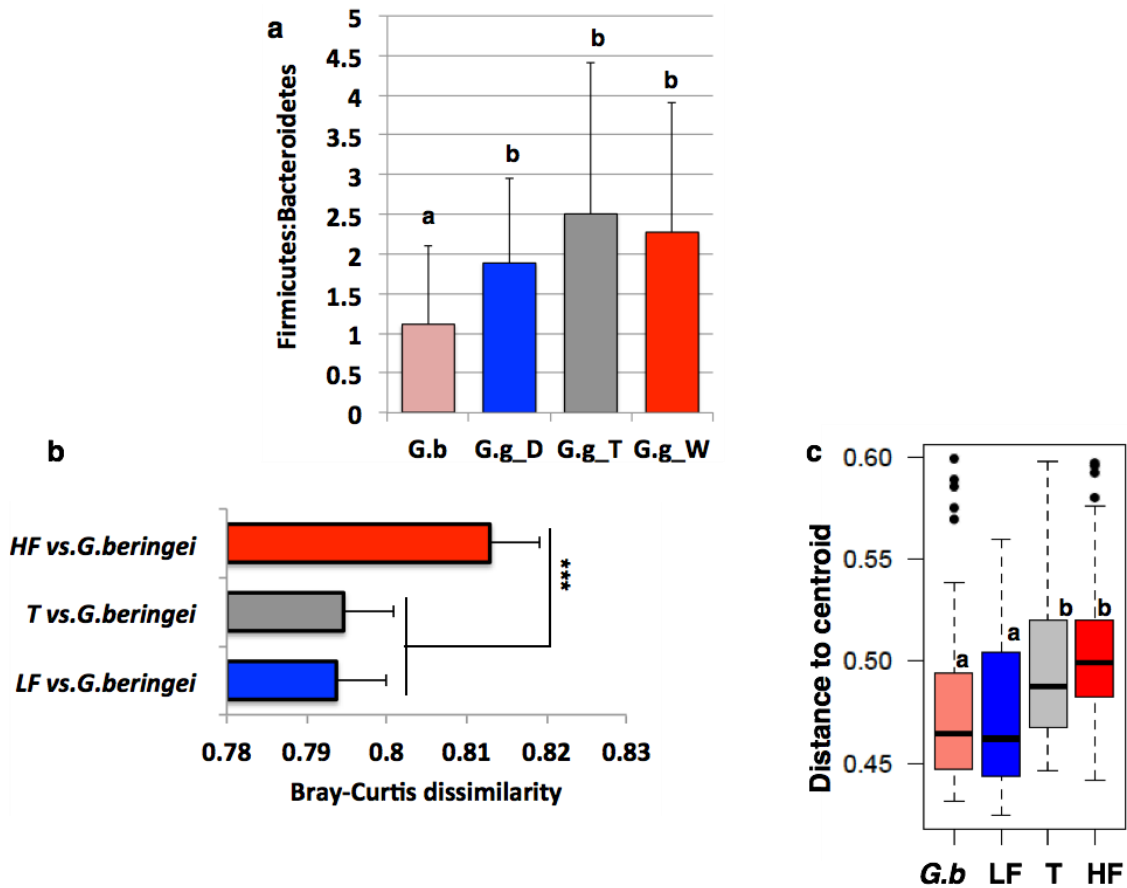 a
Firmicutes:Bacteroidetes
5
4.5
4
3.5
3
2.5
2
1.5
1
0.5
0
a
b
b
b
G.b G.g_D G.g_T G.g_W
b
HF vs.G.beringei
T vs.G.beringei
LF vs.G.beringei
***
0.78 0.79 0.8 0.81 0.82 0.83
Bray-Curtis dissimilarity
c
Distance to centroid
0.60
0.55
0.50
0.45
a
a
b
b
G.b LF T HF